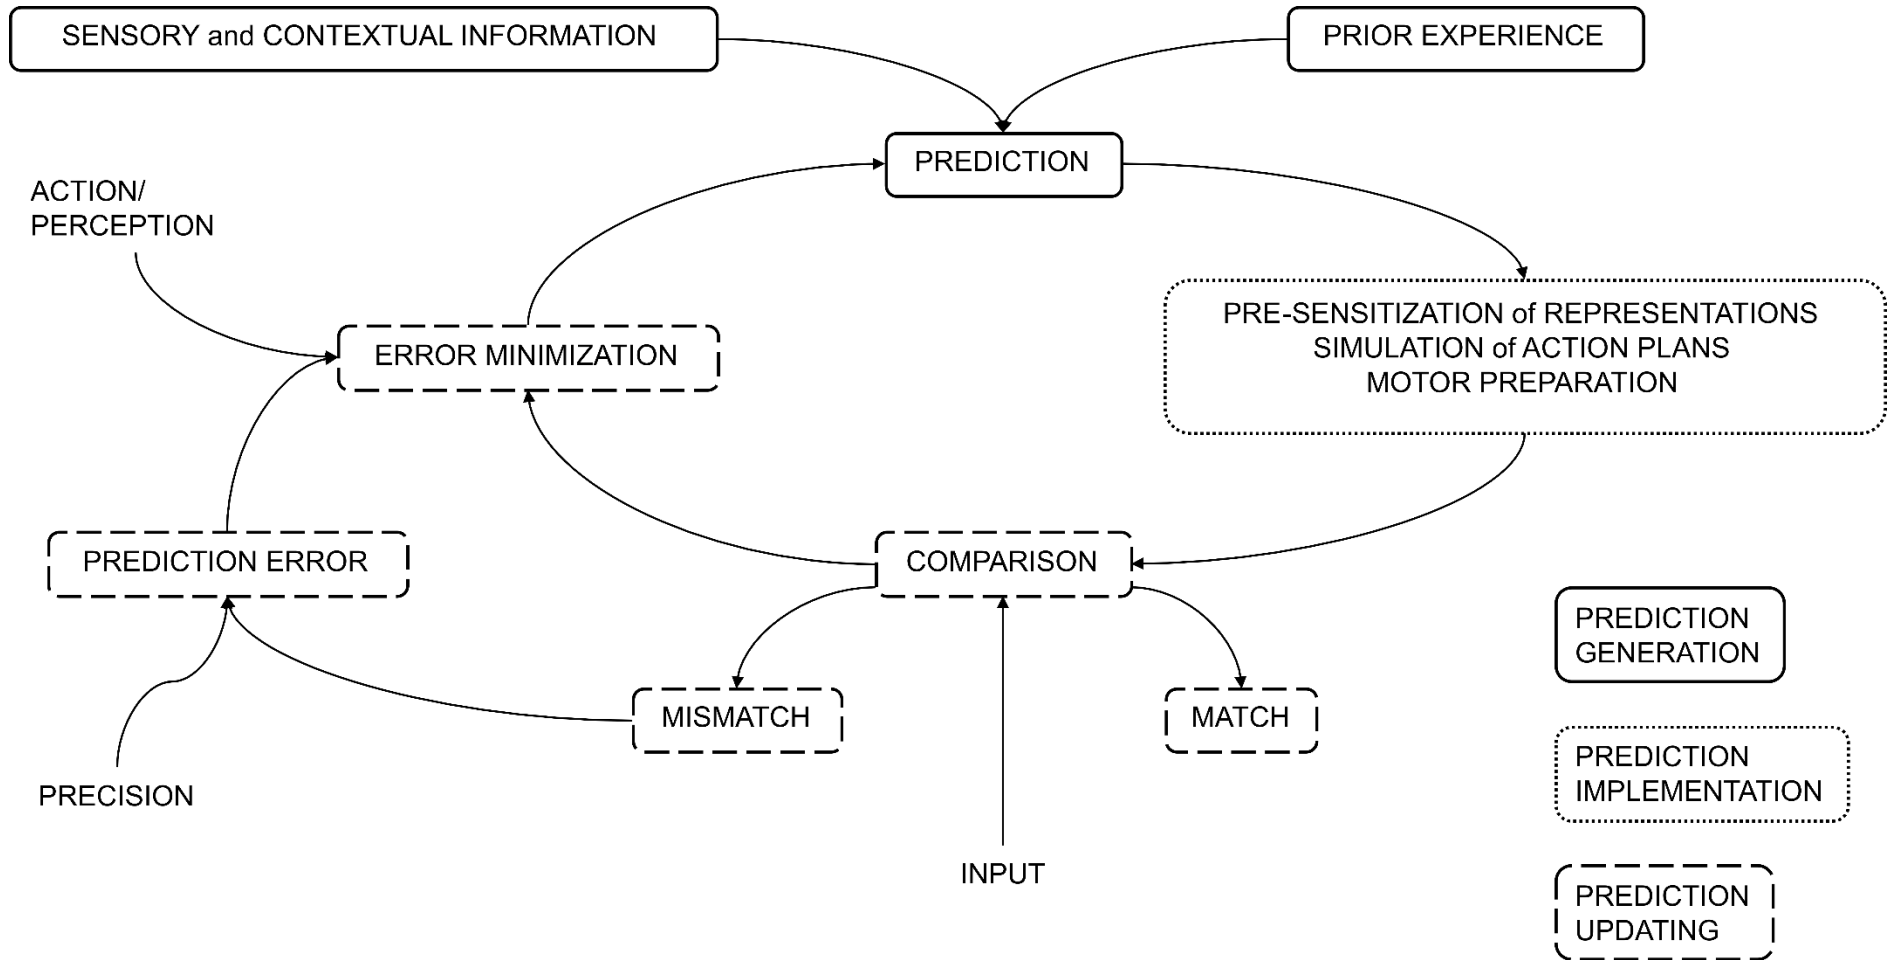 SENSORY and CONTEXTUAL INFORMATION
PRIOR EXPERIENCE
PREDICTION
ACTION/
PERCEPTION
PRE-SENSITIZATION of REPRESENTATIONS
SIMULATION of ACTION PLANS
MOTOR PREPARATION
ERROR MINIMIZATION
PREDICTION ERROR
COMPARISON
MISMATCH
MATCH
PRECISION
INPUT
PREDICTION
GENERATION
PREDICTION
IMPLEMENTATION
PREDICTION
UPDATING